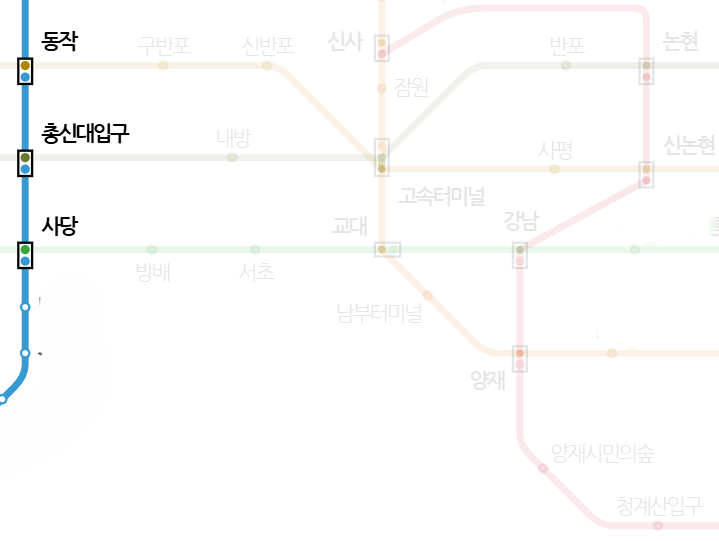 동작
구반포
신반포
신사
반포
논현
잠원
총신대입구
내방
사평
신논현
고속터미널
사당
교대
강남
방배
서초
남부터미널
양재
양재시민의숲
청계산입구